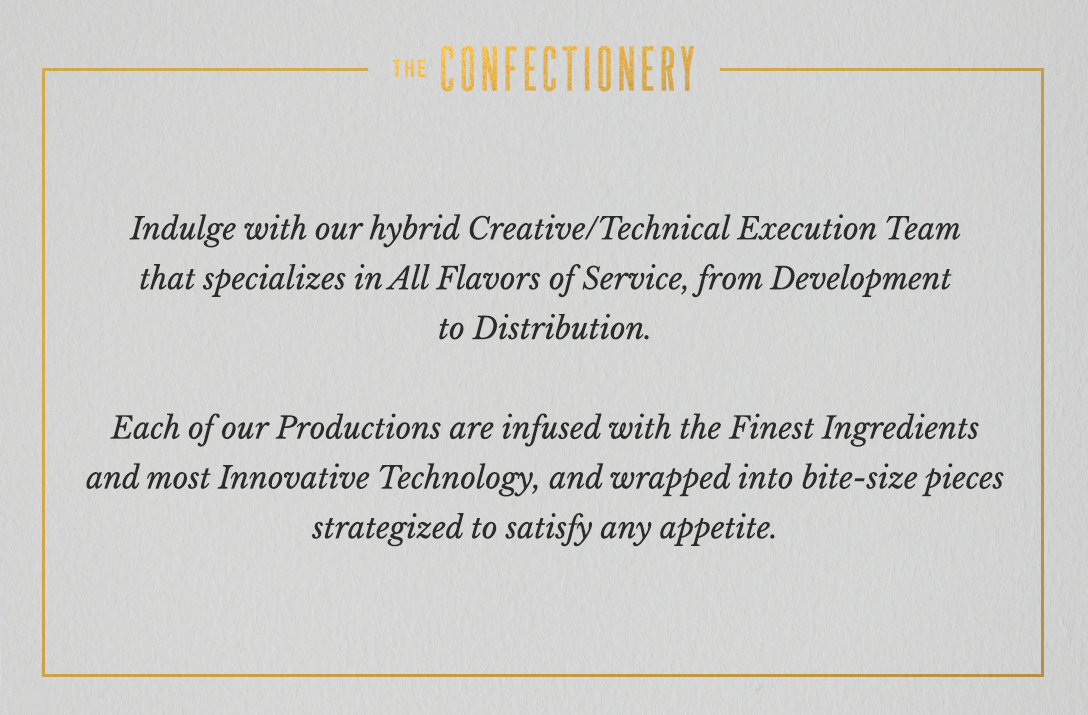 THE CONFECTIONERY
Indulge with our hybrid Creative/Technical Execution Team
that specializes in All Flavors of Service, from Development
to Distribution.
Each of our Productions are infused with the Finest Ingredients
and most Innovative Technology, and wrapped into bite-size pieces
strategized to satisfy any appetite.